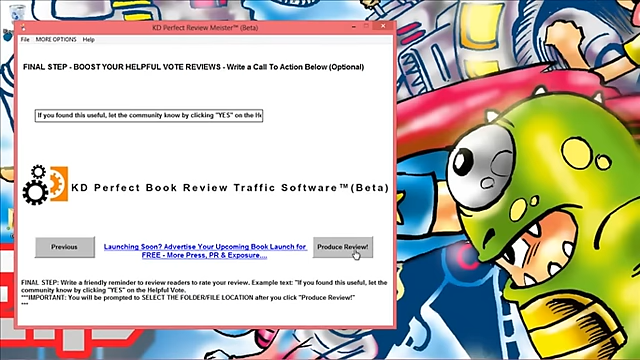 KD Perfect Review Meister™ (Beta)
File MORE OPTIONS Help
FINAL STEP - BOOST YOUR HELPFUL VOTE REVIEWS - Write a Call To Action Below (Optional)
If you found this useful, let the community know by clicking "YES" on the He
KD Perfect Book Review Traffic Software™(Beta)
Previous
Launching Soon? Advertise Your Upcoming Book Launch for
FREE - More Press, PR & Exposure....
Produce Review!
FINAL STEP: Write a friendly reminder to review readers to rate your review. Example text: "If you found this useful, let the
community know by clicking "YES" on the Helpful Vote.
***IMPORTANT: You will be prompted to SELECT THE FOLDER/FILE LOCATION after you click "Produce Review!"
***